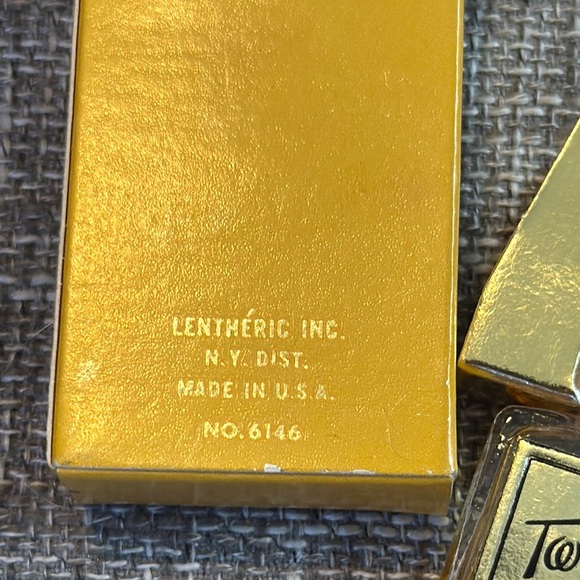 LENTHÉRIC INC.
N.Y. DIST.
MADE IN U.S.A.
NO. 6146